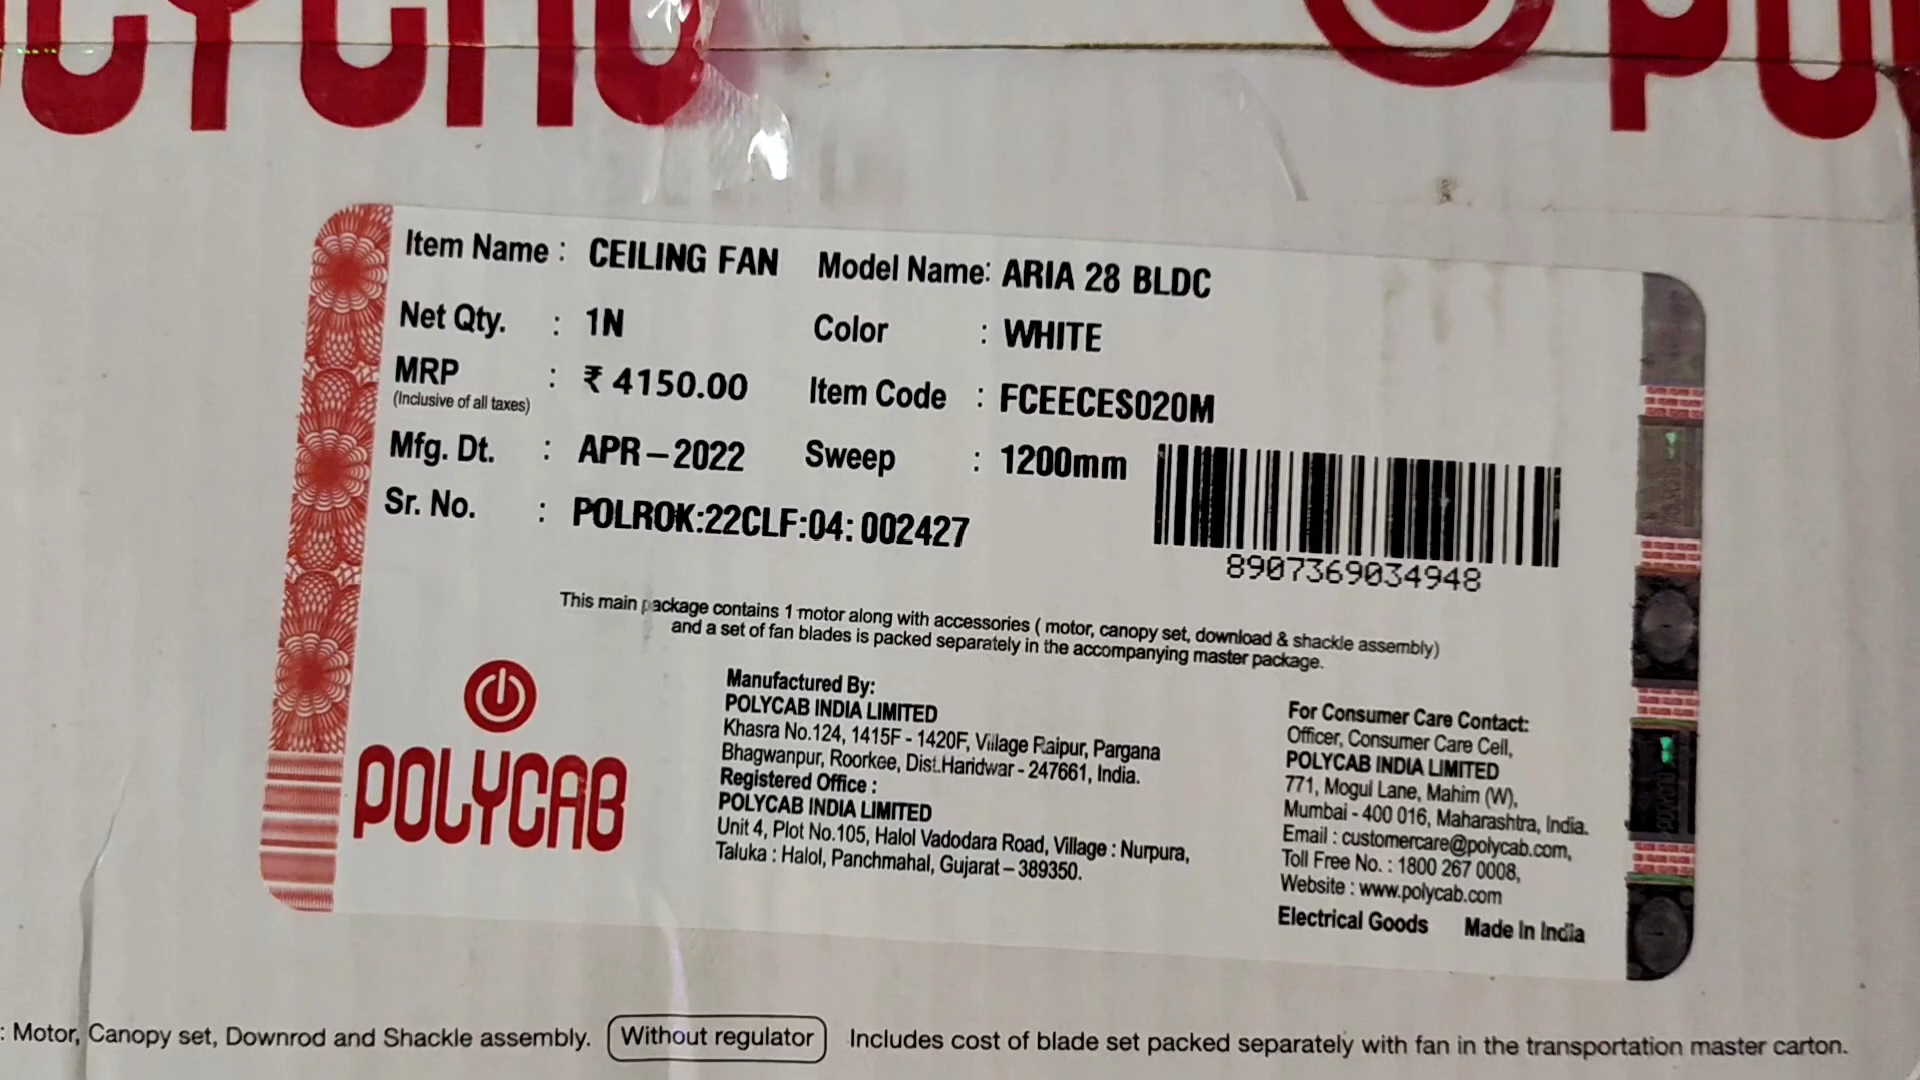 POLYCAB
Item Name : CEILING FAN Model Name: ARIA 28 BLDC
Net Qty. : 1N Color : WHITE
MRP : ₹ 4150.00 Item Code : FCEECES020M
(Inclusive of all taxes)
Mfg. Dt. : APR-2022 Sweep : 1200mm
Sr. No. : POLROK:22CLF:04: 002427
8907369034948
This main package contains 1 motor along with accessories ( motor, canopy set, download & shackle assembly)
and a set of fan blades is packed separately in the accompanying master package.
POLYCAB
Manufactured By:
POLYCAB INDIA LIMITED
Khasra No.124, 1415F - 1420F, Village Raipur, Pargana
Bhagwanpur, Roorkee, Dist.Haridwar - 247661, India.
Registered Office :
POLYCAB INDIA LIMITED
Unit 4, Plot No.105, Halol Vadodara Road, Village : Nurpura,
Taluka : Halol, Panchmahal, Gujarat – 389350.
For Consumer Care Contact:
Officer, Consumer Care Cell,
POLYCAB INDIA LIMITED
771, Mogul Lane, Mahim (W),
Mumbai - 400 016, Maharashtra, India.
Email : customercare@polycab.com,
Toll Free No. : 1800 267 0008,
Website : www.polycab.com
Electrical Goods Made In India
: Motor, Canopy set, Downrod and Shackle assembly. Without regulator Includes cost of blade set packed separately with fan in the transportation master carton.